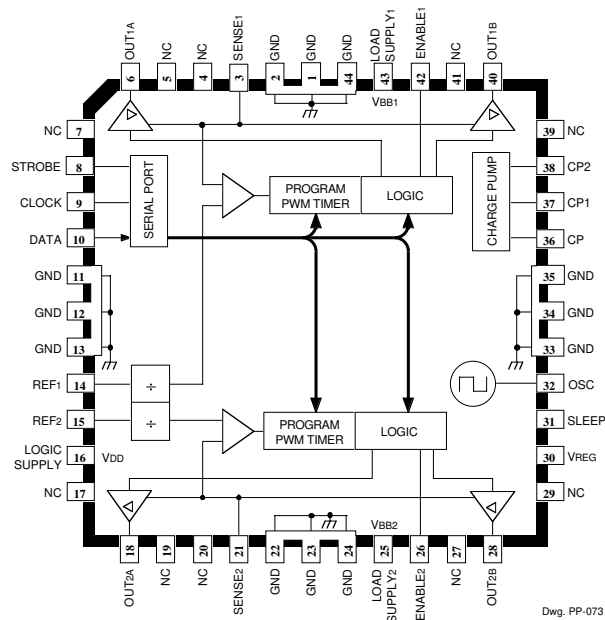 OUT1A
NC
NC
SENSE1
GND
GND
GND
LOAD
SUPPLY1
ENABLE1
NC
OUT1B
6
5
4
3
2
1
44
43
42
41
40
VBB1
NC 7
STROBE 8
CLOCK 9
DATA 10
GND 11
GND 12
GND 13
REF1 14
REF2 15
LOGIC
SUPPLY 16 VDD
NC 17
SERIAL PORT
PROGRAM
PWM TIMER
LOGIC
CHARGE PUMP
÷
÷
PROGRAM
PWM TIMER
LOGIC
39 NC
38 CP2
37 CP1
36 CP
35 GND
34 GND
33 GND
32 OSC
31 SLEEP
30 VREG
29 NC
VBB2
18
19
20
21
22
23
24
25
26
27
28
OUT2A
NC
NC
SENSE2
GND
GND
GND
LOAD
SUPPLY2
ENABLE2
NC
OUT2B
Dwg. PP-073